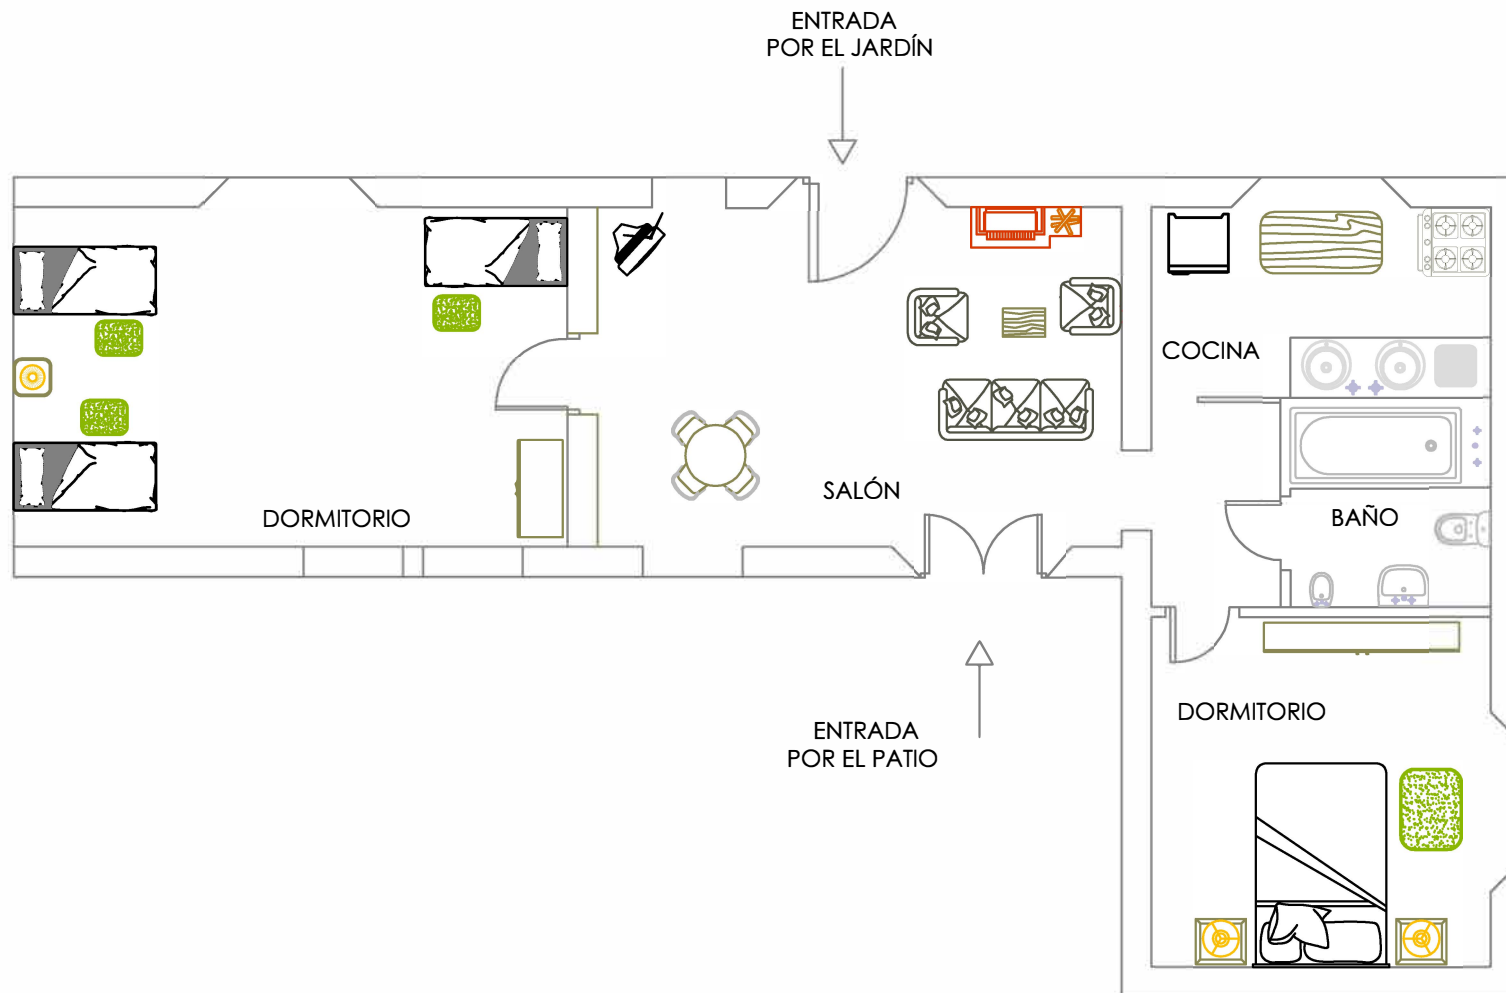 ENTRADA
POR EL JARDÍN
COCINA
SALÓN
DORMITORIO
BAÑO
DORMITORIO
ENTRADA
POR EL PATIO